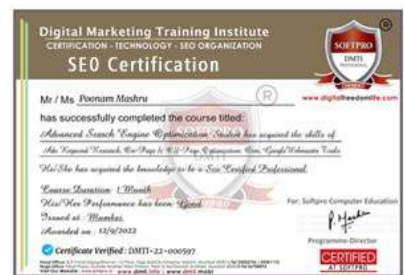 Digital Marketing Training Institute
CERTIFICATION - TECHNOLOGY - SEO ORGANIZATION
SEO Certification
SOFTPRO
DMTI
PROFESSIONAL
CERTIFIED
www.digitalfreedomlife.com
Mr / Ms Poonam Mashru
has successfully completed the course titled:
Advanced Search Engine Optimization Student has acquired the skills of
Ads Keyword Research, On-Page & Off-Page Optimization, Google Webmaster Tools
He/She has acquired the knowledge to be a Seo Certified Professional.
Course Duration: 1 Month
His/Her Performance has been Good
Issued at : Mumbai
Awarded on : 12/9/2022
For: Softpro Computer Education
Programme-Director
Certificate Verified : DMTI-22-000597
CERTIFIED
AT SOFTPRO